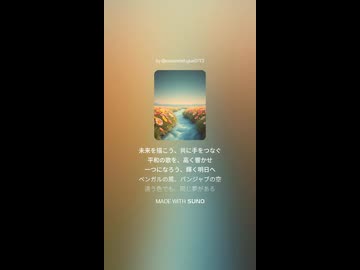 未来を描こう、共に手をつなぐ
平和の歌を、高く響かせ
一つになろう、輝く明日へ
ベンガルの風、パンジャブの空
違う色でも、同じ夢がある
MADE WITH SUNO